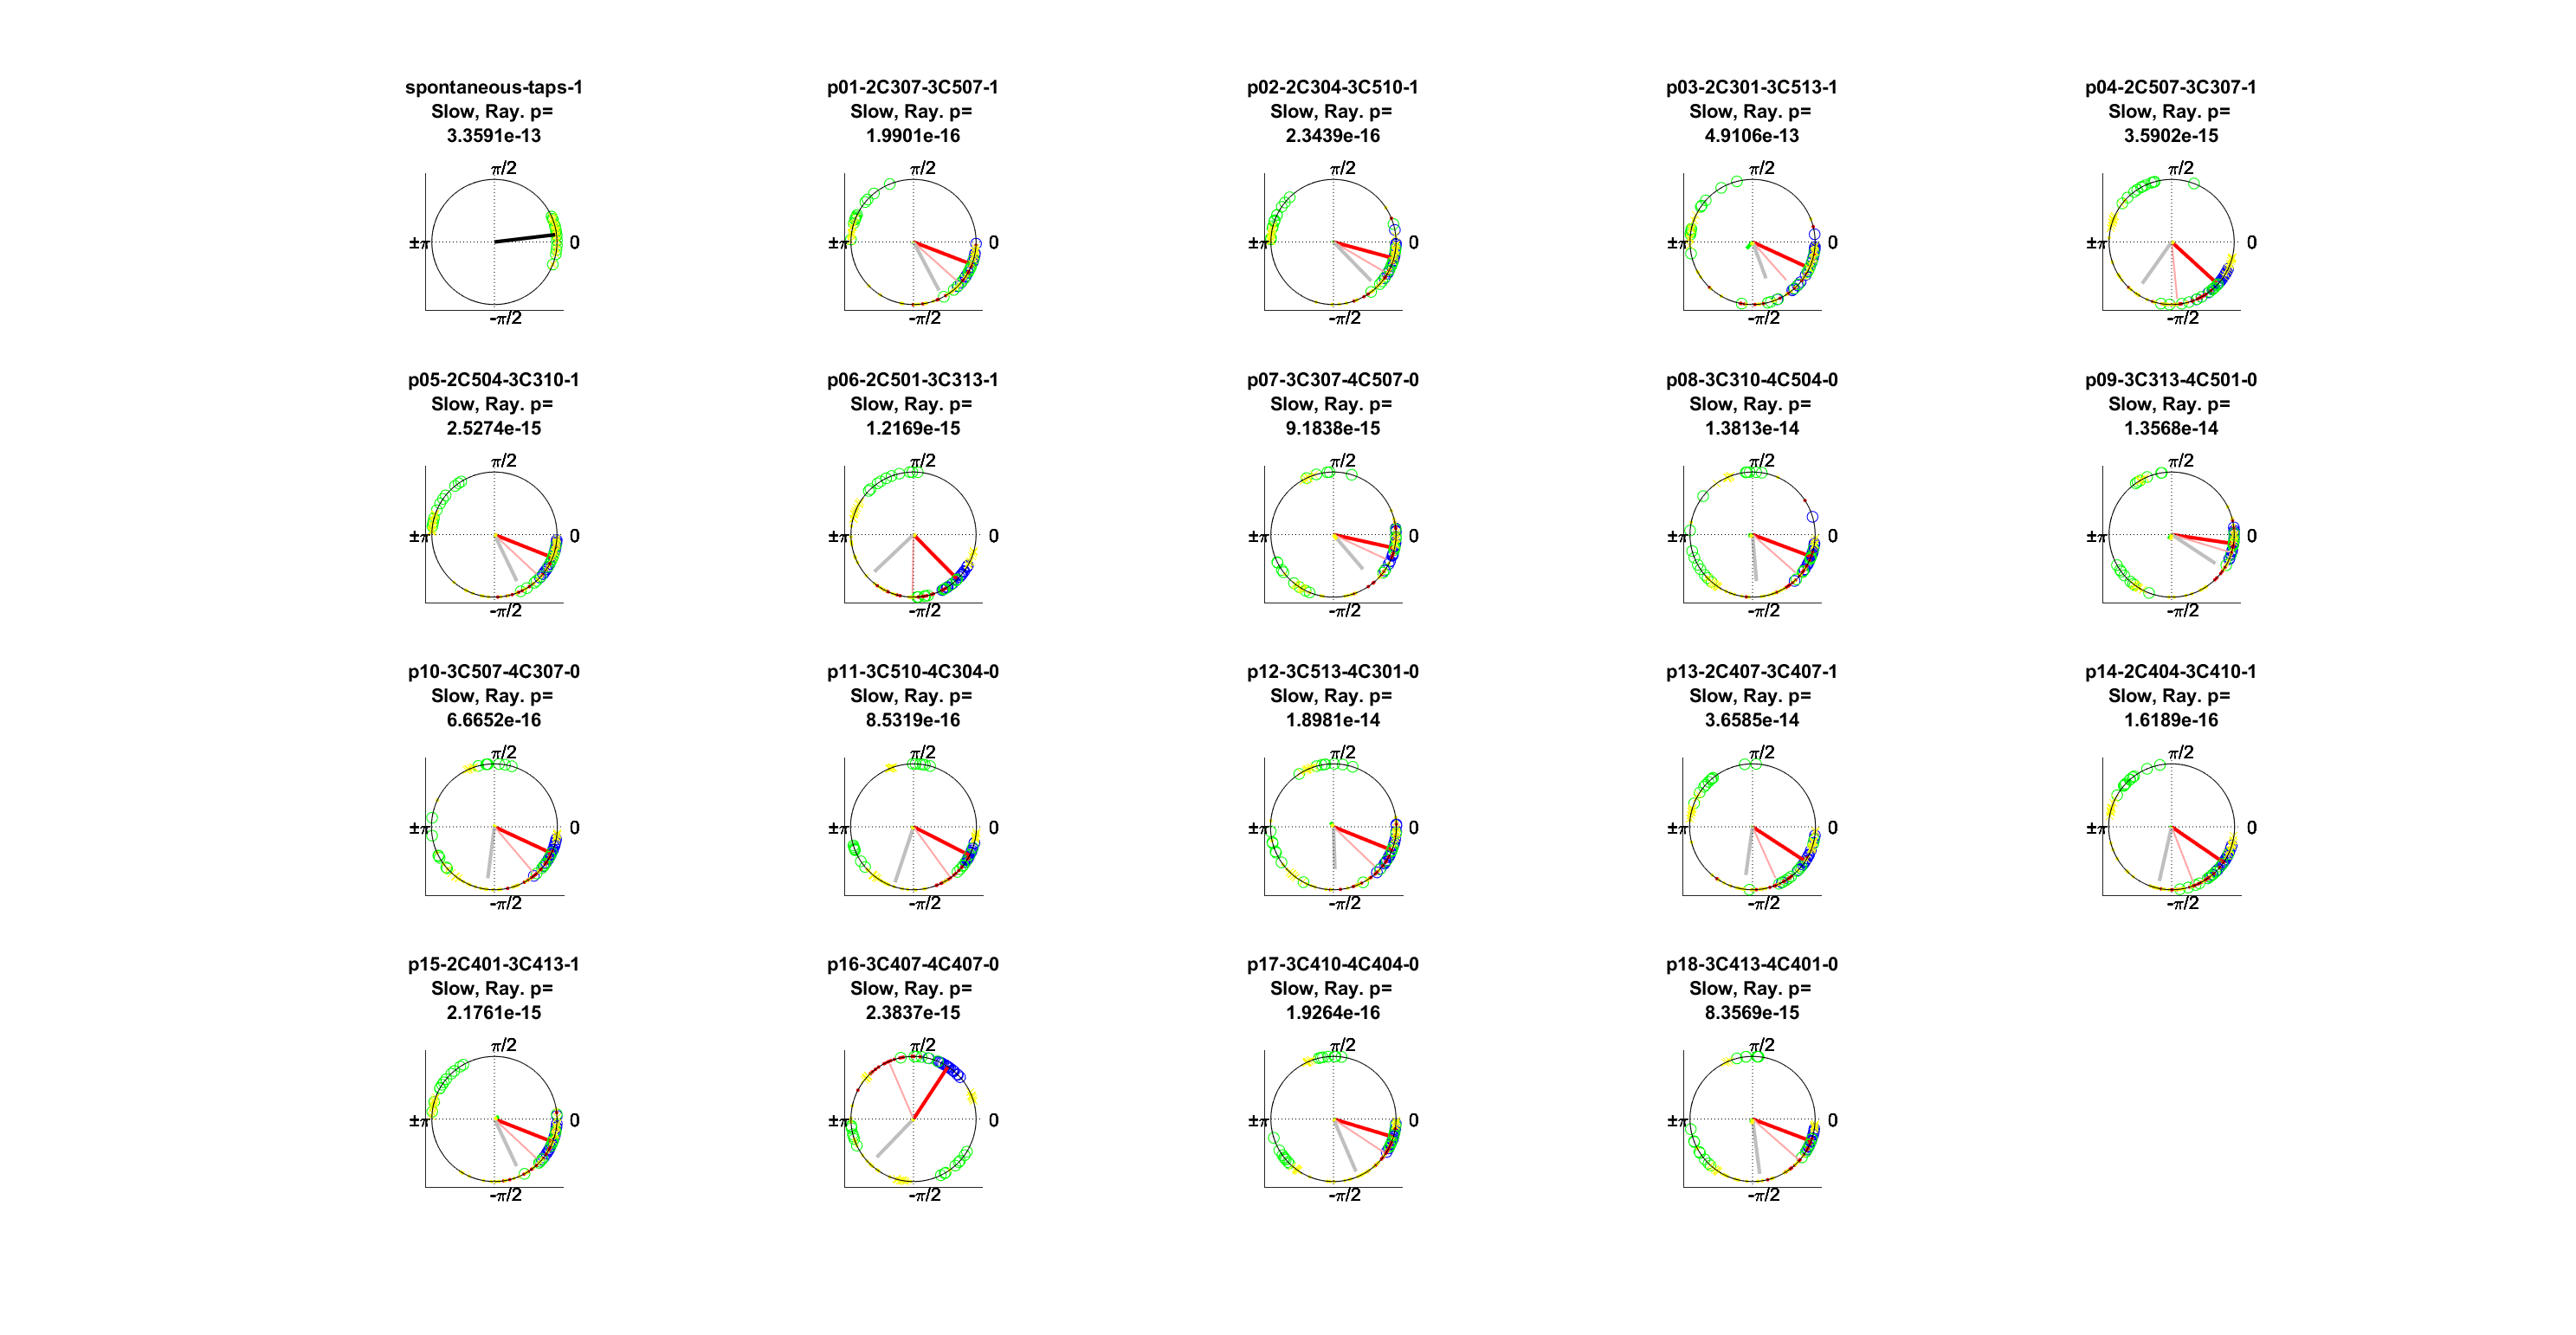 spontaneous-taps-1
Slow, Ray. p=
3.3591e-13
π/2
±π
0
-π/2
p01-2C307-3C507-1
Slow, Ray. p=
1.9901e-16
π/2
±π
0
-π/2
p02-2C304-3C510-1
Slow, Ray. p=
2.3439e-16
π/2
±π
0
-π/2
p03-2C301-3C513-1
Slow, Ray. p=
4.9106e-13
π/2
±π
0
-π/2
p04-2C507-3C307-1
Slow, Ray. p=
3.5902e-15
π/2
±π
0
-π/2
p05-2C504-3C310-1
Slow, Ray. p=
2.5274e-15
π/2
±π
0
-π/2
p06-2C501-3C313-1
Slow, Ray. p=
1.2169e-15
π/2
±π
0
-π/2
p07-3C307-4C507-0
Slow, Ray. p=
9.1838e-15
π/2
±π
0
-π/2
p08-3C310-4C504-0
Slow, Ray. p=
1.3813e-14
π/2
±π
0
-π/2
p09-3C313-4C501-0
Slow, Ray. p=
1.3568e-14
π/2
±π
0
-π/2
p10-3C507-4C307-0
Slow, Ray. p=
6.6652e-16
π/2
±π
0
-π/2
p11-3C510-4C304-0
Slow, Ray. p=
8.5319e-16
π/2
±π
0
-π/2
p12-3C513-4C301-0
Slow, Ray. p=
1.8981e-14
π/2
±π
0
-π/2
p13-2C407-3C407-1
Slow, Ray. p=
3.6585e-14
π/2
±π
0
-π/2
p14-2C404-3C410-1
Slow, Ray. p=
1.6189e-16
π/2
±π
0
-π/2
p15-2C401-3C413-1
Slow, Ray. p=
2.1761e-15
π/2
±π
0
-π/2
p16-3C407-4C407-0
Slow, Ray. p=
2.3837e-15
π/2
±π
0
-π/2
p17-3C410-4C404-0
Slow, Ray. p=
1.9264e-16
π/2
±π
0
-π/2
p18-3C413-4C401-0
Slow, Ray. p=
8.3569e-15
π/2
±π
0
-π/2